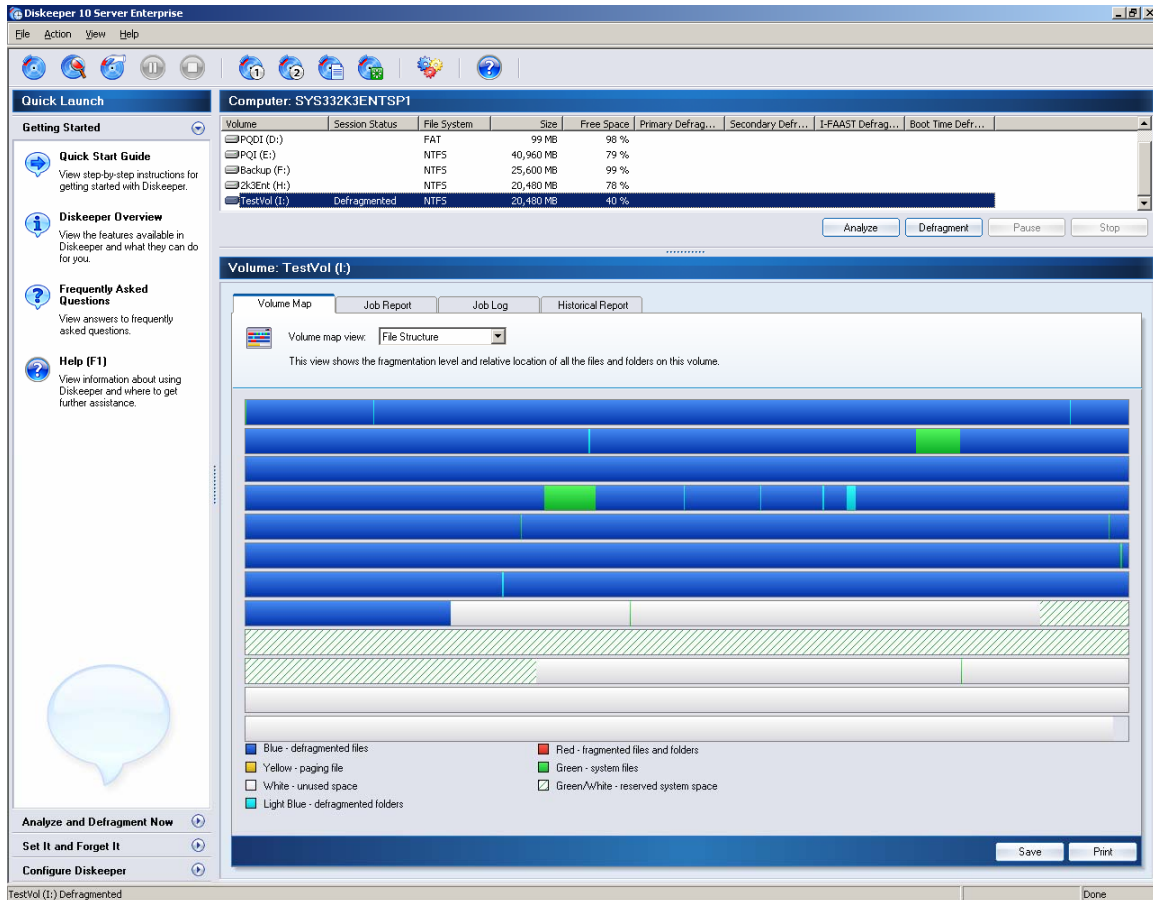 Diskeeper 10 Server Enterprise
File Action View Help
Quick Launch
Getting Started
Quick Start Guide
View step-by-step instructions for
getting started with Diskeeper.
Diskeeper Overview
View the features available in
Diskeeper and what they can do
for you.
Frequently Asked
Questions
View answers to frequently
asked questions.
Help (F1)
View information about using
Diskeeper and where to get
further assistance.
Analyze and Defragment Now
Set It and Forget It
Configure Diskeeper
Computer: SYS332K3ENTSP1
Volume Session Status File System Size Free Space Primary Defrag... Secondary Defr... I-FAAST Defrag... Boot Time Defr...
PQDI (D:) FAT 99 MB 98 %
PQI (E:) NTFS 40,960 MB 79 %
Backup (F:) NTFS 25,600 MB 99 %
2k3Ent (H:) NTFS 20,480 MB 78 %
TestVol (I:) Defragmented NTFS 20,480 MB 40 %
Analyze Defragment Pause Stop
Volume: TestVol (I:)
Volume Map Job Report Job Log Historical Report
Volume map view: File Structure
This view shows the fragmentation level and relative location of all the files and folders on this volume.
Blue - defragmented files Red - fragmented files and folders
Yellow - paging file Green - system files
White - unused space Green/White - reserved system space
Light Blue - defragmented folders
Save Print
TestVol (I:) Defragmented Done